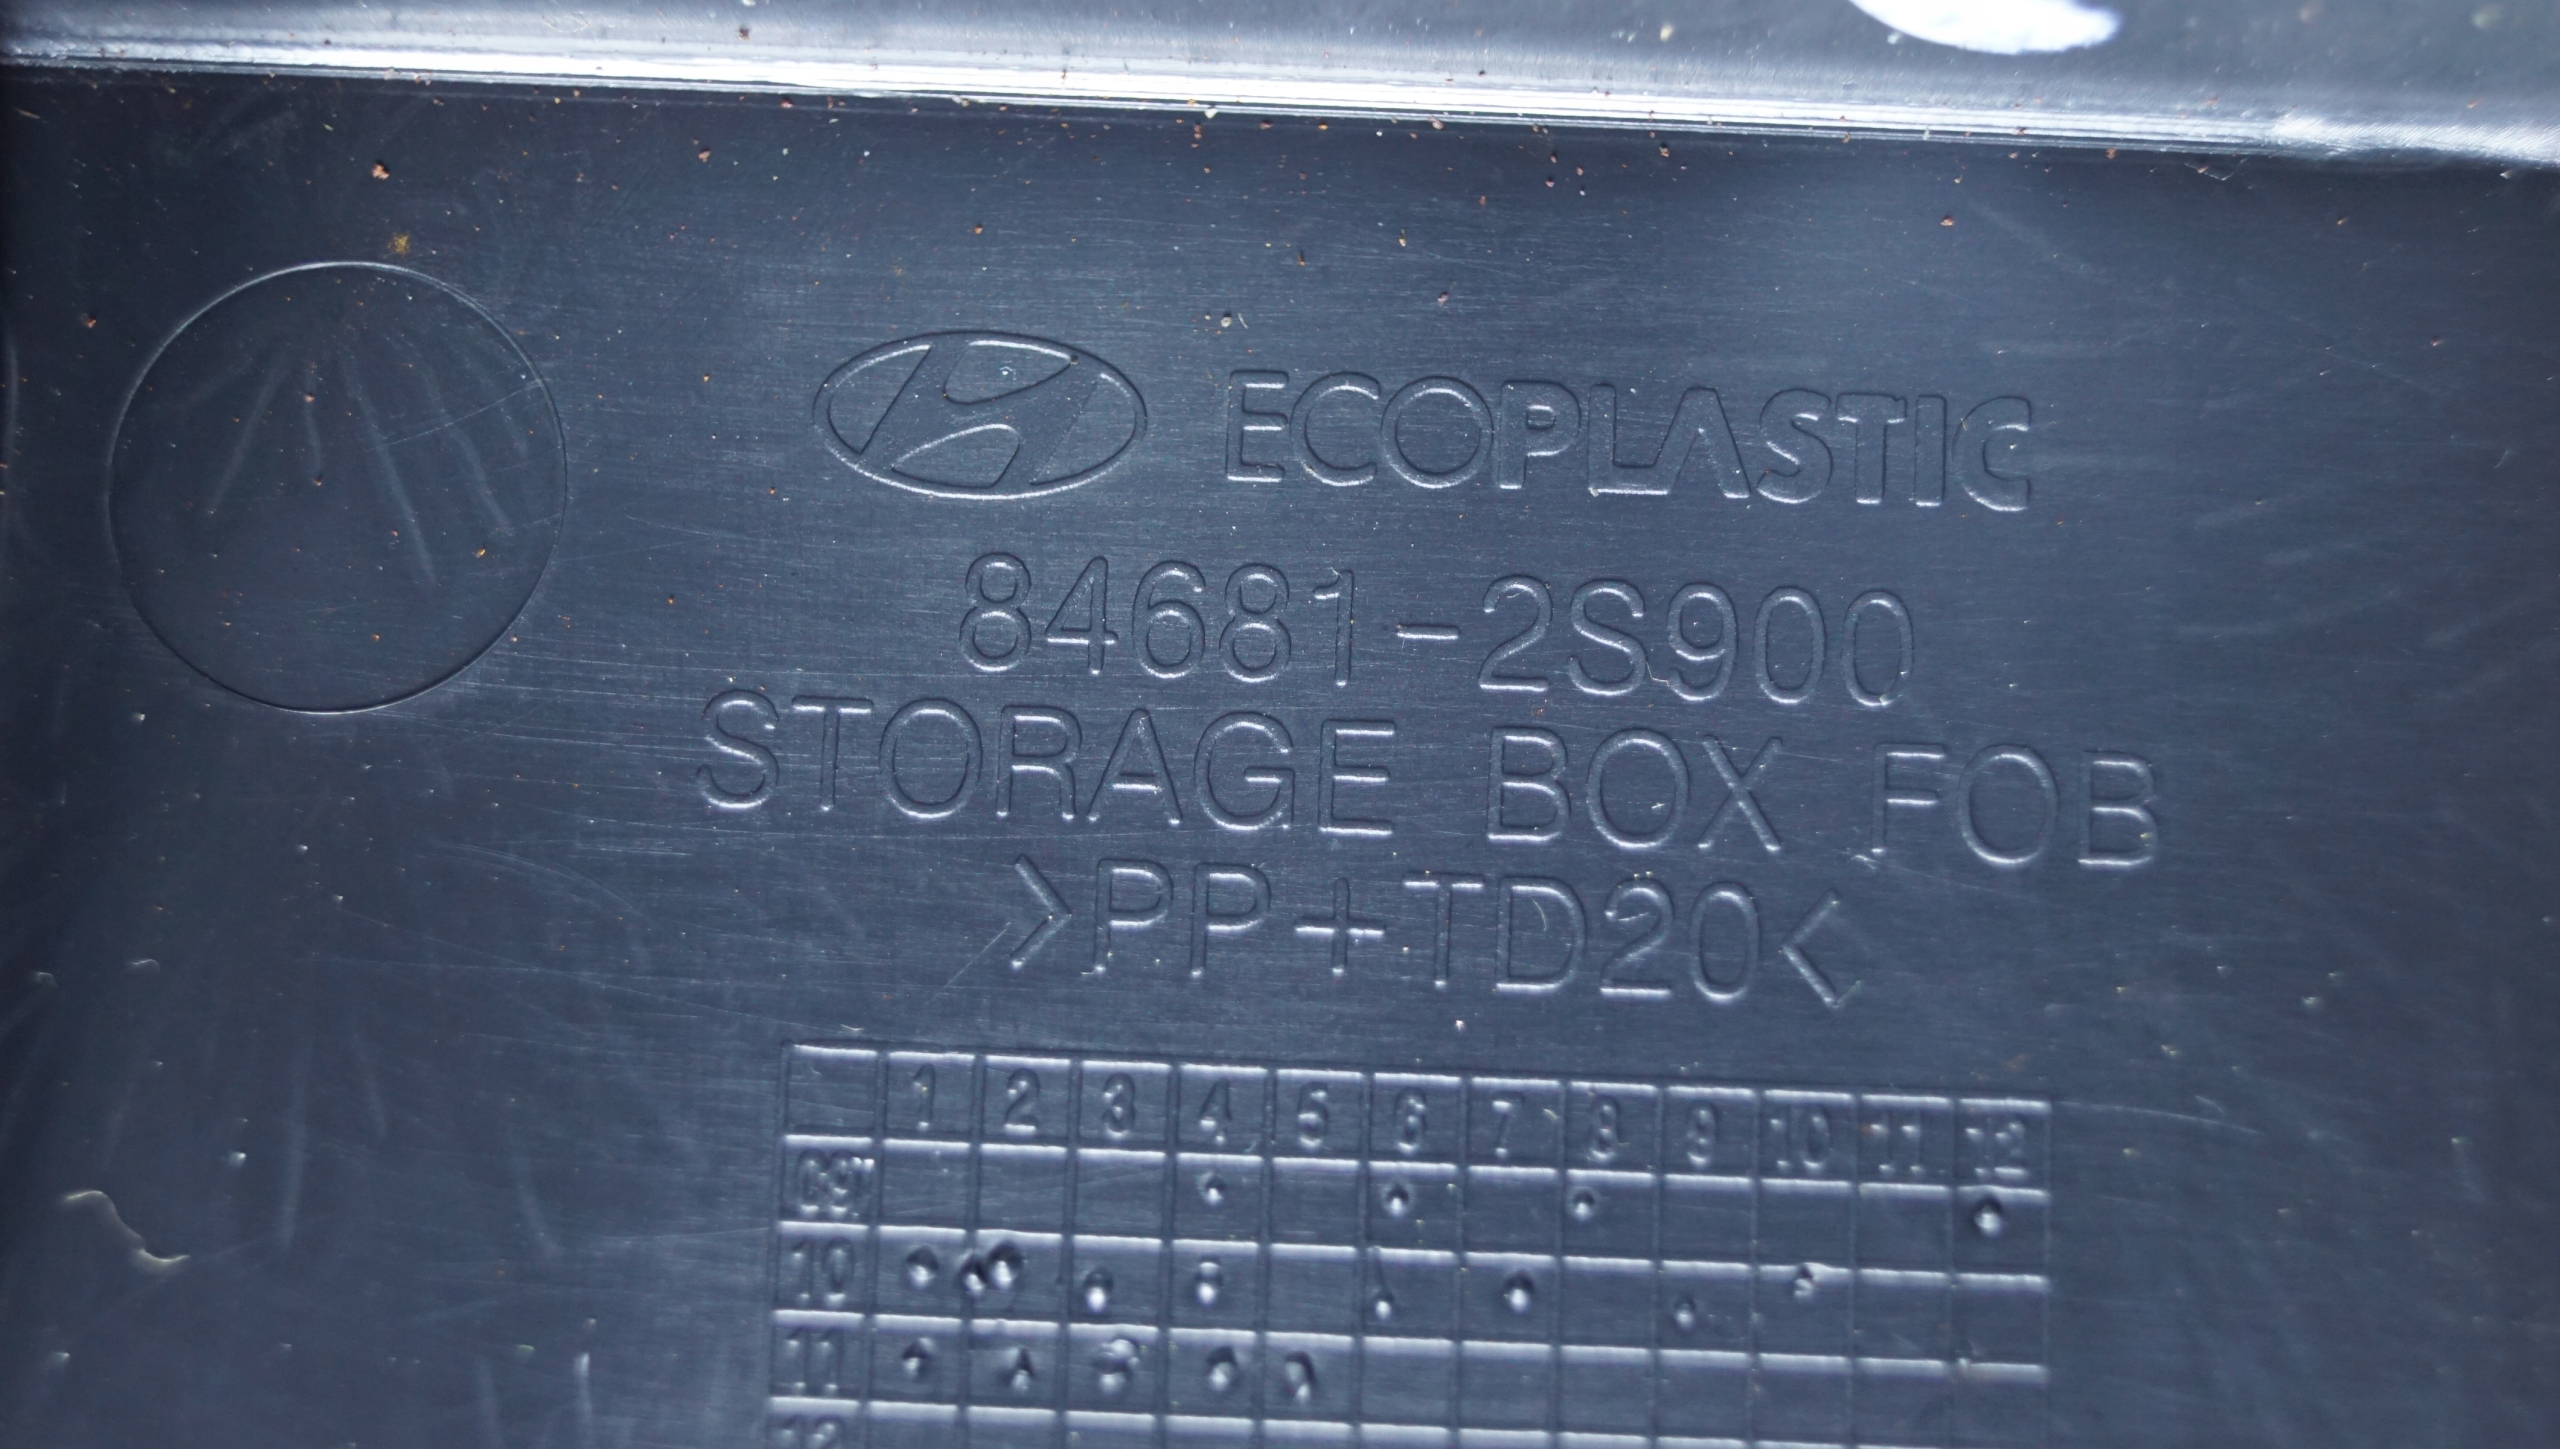 ECOPLASTIC
84681-2S900
STORAGE BOX FOB
>PP+TD20<
1 2 3 4 5 6 7 8 9 10 11 12
09
10
11
12